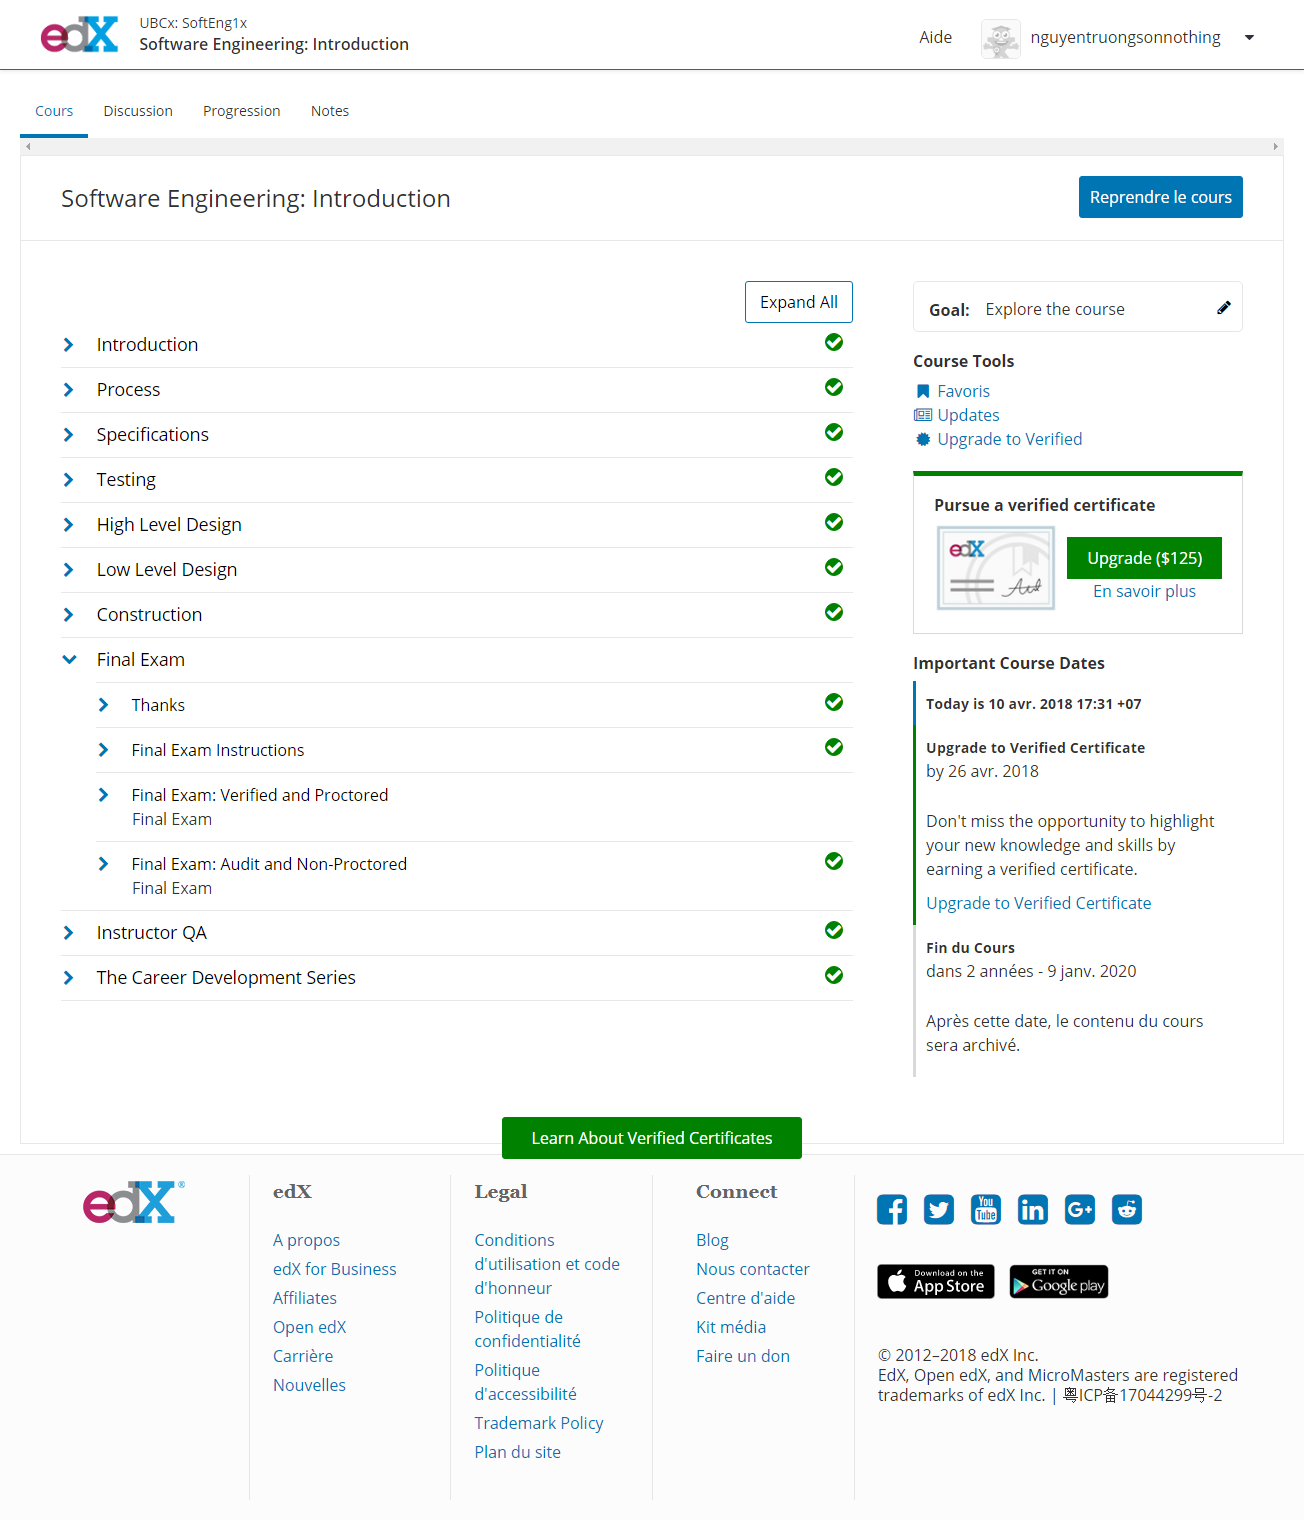 edX
UBCx: SoftEng1x
Software Engineering: Introduction
Aide
nguyentruongsonnothing
Cours
Discussion
Progression
Notes
Software Engineering: Introduction
Reprendre le cours
Expand All
Introduction
Process
Specifications
Testing
High Level Design
Low Level Design
Construction
Final Exam
Thanks
Final Exam Instructions
Final Exam: Verified and Proctored
Final Exam
Final Exam: Audit and Non-Proctored
Final Exam
Instructor QA
The Career Development Series
Goal: Explore the course
Course Tools
Favoris
Updates
Upgrade to Verified
Pursue a verified certificate
edX
Upgrade ($125)
En savoir plus
Important Course Dates
Today is 10 avr. 2018 17:31 +07
Upgrade to Verified Certificate
by 26 avr. 2018
Don't miss the opportunity to highlight
your new knowledge and skills by
earning a verified certificate.
Upgrade to Verified Certificate
Fin du Cours
dans 2 années - 9 janv. 2020
Après cette date, le contenu du cours
sera archivé.
Learn About Verified Certificates
edX®
edX
A propos
edX for Business
Affiliates
Open edX
Carrière
Nouvelles
Legal
Conditions
d'utilisation et code
d'honneur
Politique de
confidentialité
Politique
d'accessibilité
Trademark Policy
Plan du site
Connect
Blog
Nous contacter
Centre d'aide
Kit média
Faire un don
You
Tube
in
G+
Download on the
App Store
GET IT ON
Google play
© 2012–2018 edX Inc.
EdX, Open edX, and MicroMasters are registered
trademarks of edX Inc. | 粤ICP备17044299号-2